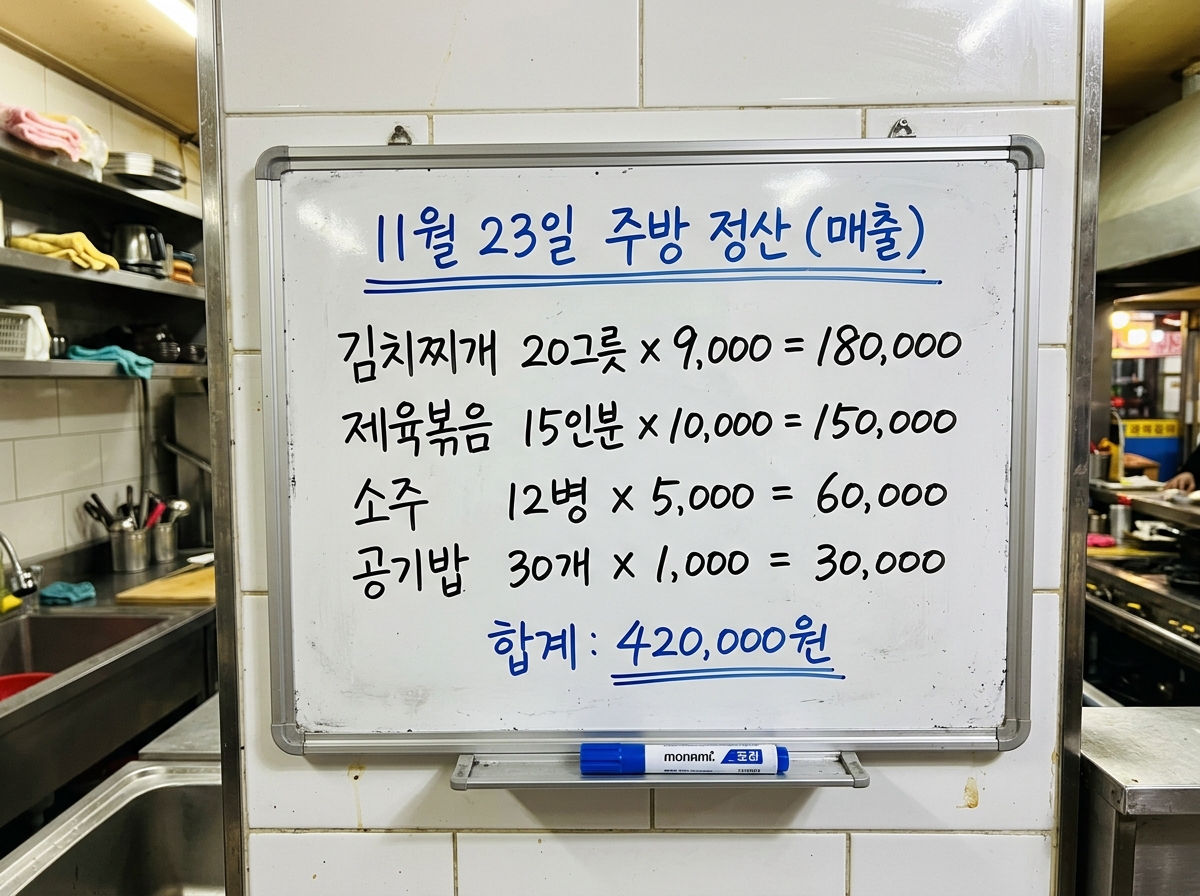 11월 23일 주방 정산 (매출)
김치찌개 20그릇 x 9,000 = 180,000
제육볶음 15인분 x 10,000 = 150,000
소주 12병 x 5,000 = 60,000
공기밥 30개 x 1,000 = 30,000
합계: 420,000원
monami.